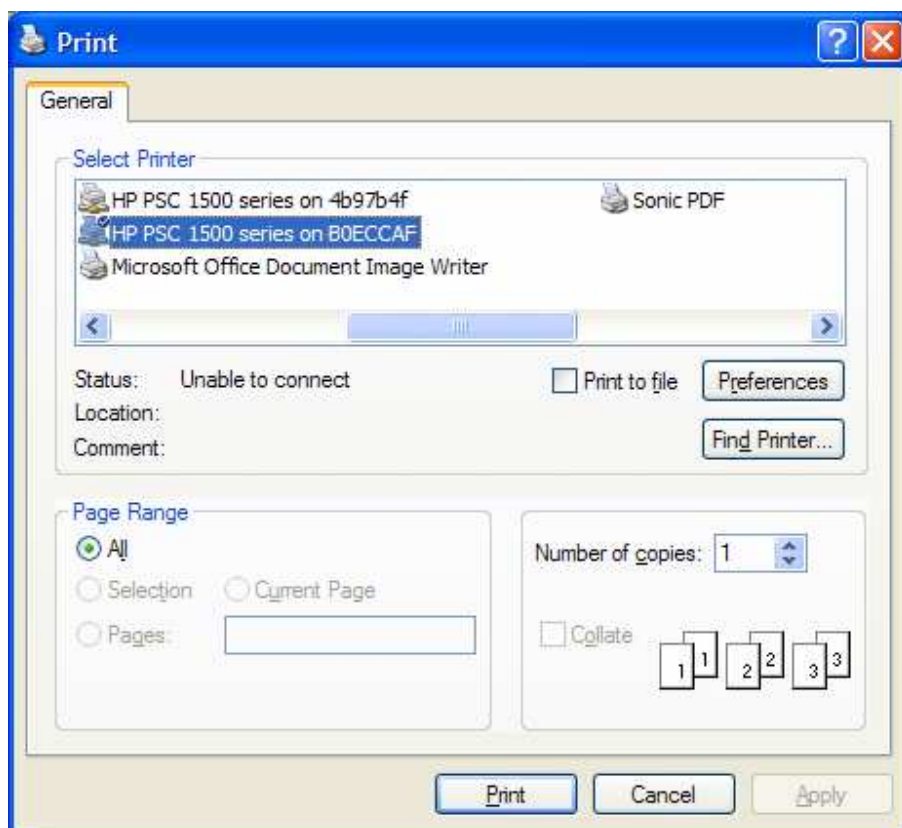 Print
General
Select Printer
HP PSC 1500 series on 4b97b4f
Sonic PDF
HP PSC 1500 series on B0ECCAF
Microsoft Office Document Image Writer
Status: Unable to connect
Print to file
Preferences
Location:
Comment:
Find Printer...
Page Range
All
Number of copies: 1
Selection
Current Page
Pages:
Collate
1 1 2 2 3 3
Print
Cancel
Apply